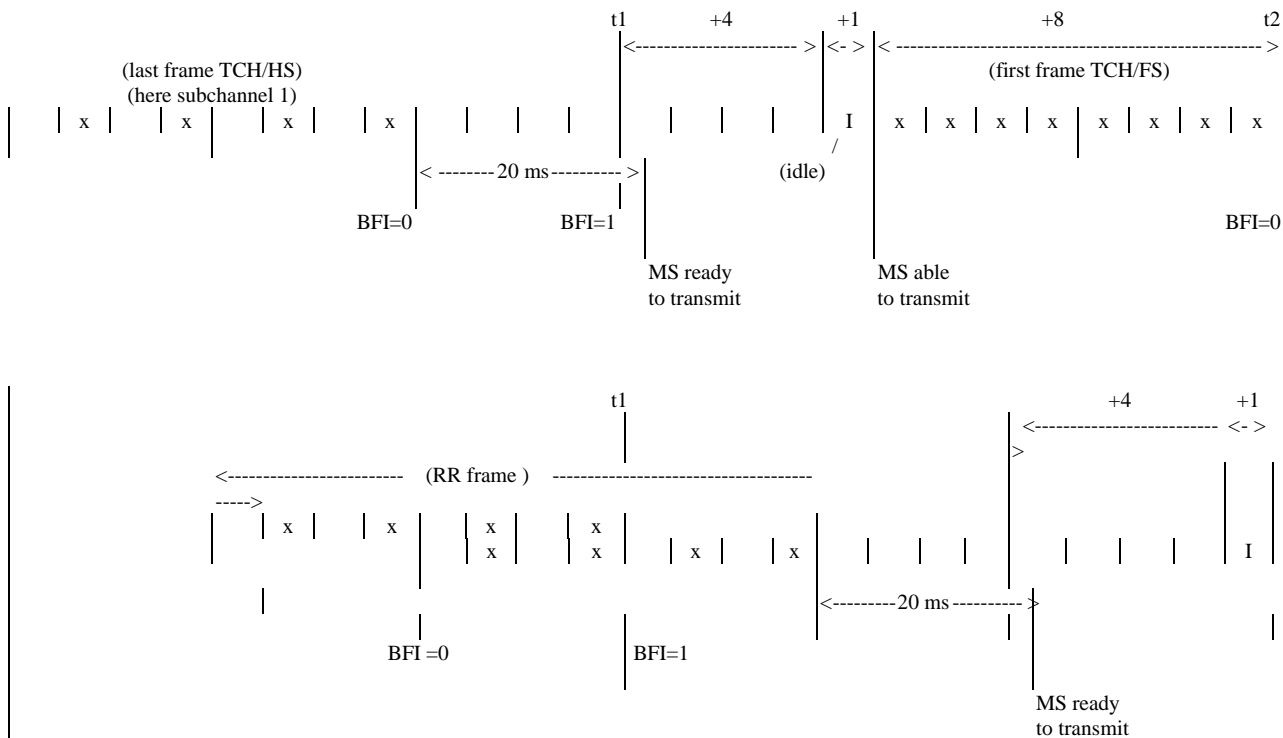 t1 +4 +1 +8 t2
<----------------------- > <- > < ------------------------------------------- >
(last frame TCH/HS) (first frame TCH/FS)
(here subchannel 1)
x x x x I x x x x x x x x
/
< --------20 ms----------- > (idle)
BFI=0 BFI=1 BFI=0
MS ready MS able
to transmit to transmit
t1 +4 +1
<--------------------------- <- >
>
<------------------------ (RR frame ) ---------------------------------
----->
x x x x
x x x x I
<---------20 ms----------- >
BFI =0 BFI=1
MS ready
to transmit